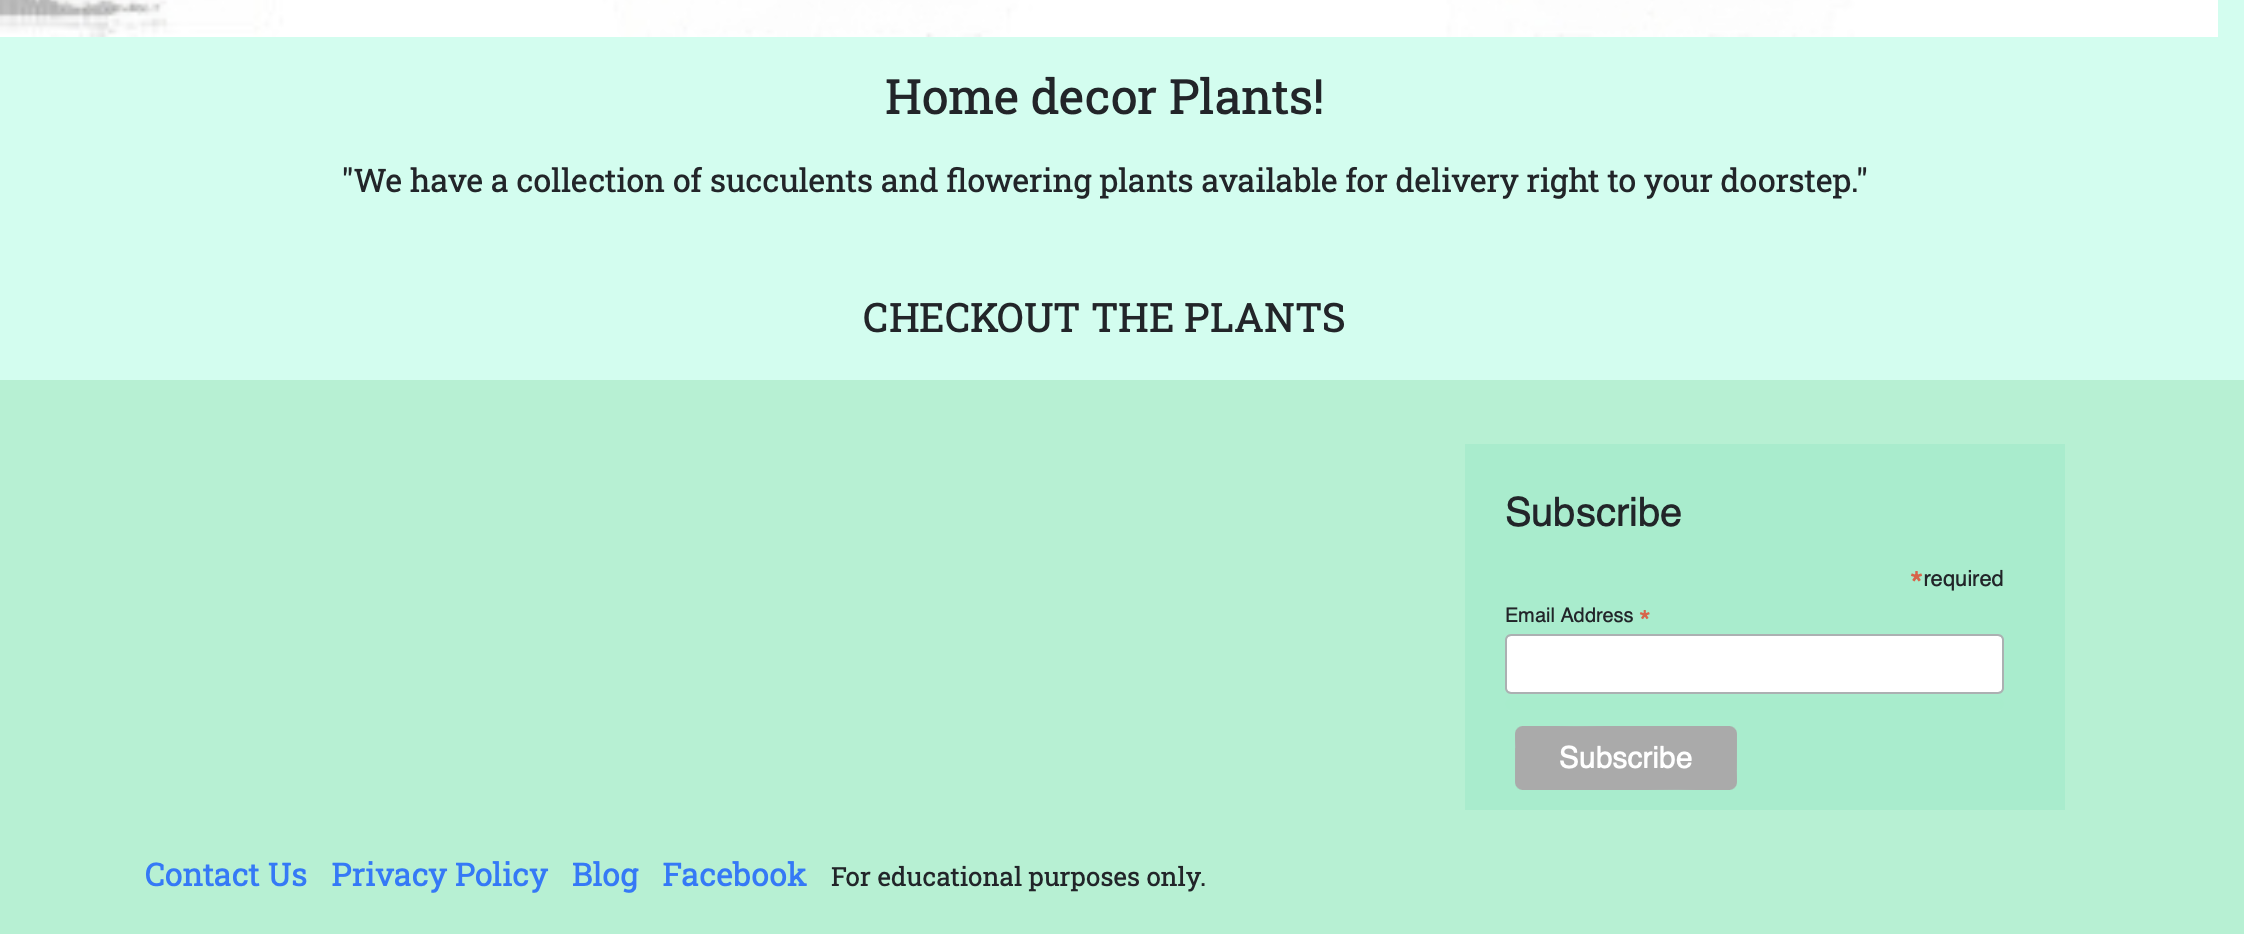 Home decor Plants!
"We have a collection of succulents and flowering plants available for delivery right to your doorstep."
CHECKOUT THE PLANTS
Subscribe
*required
Email Address *
Subscribe
Contact Us Privacy Policy Blog Facebook For educational purposes only.